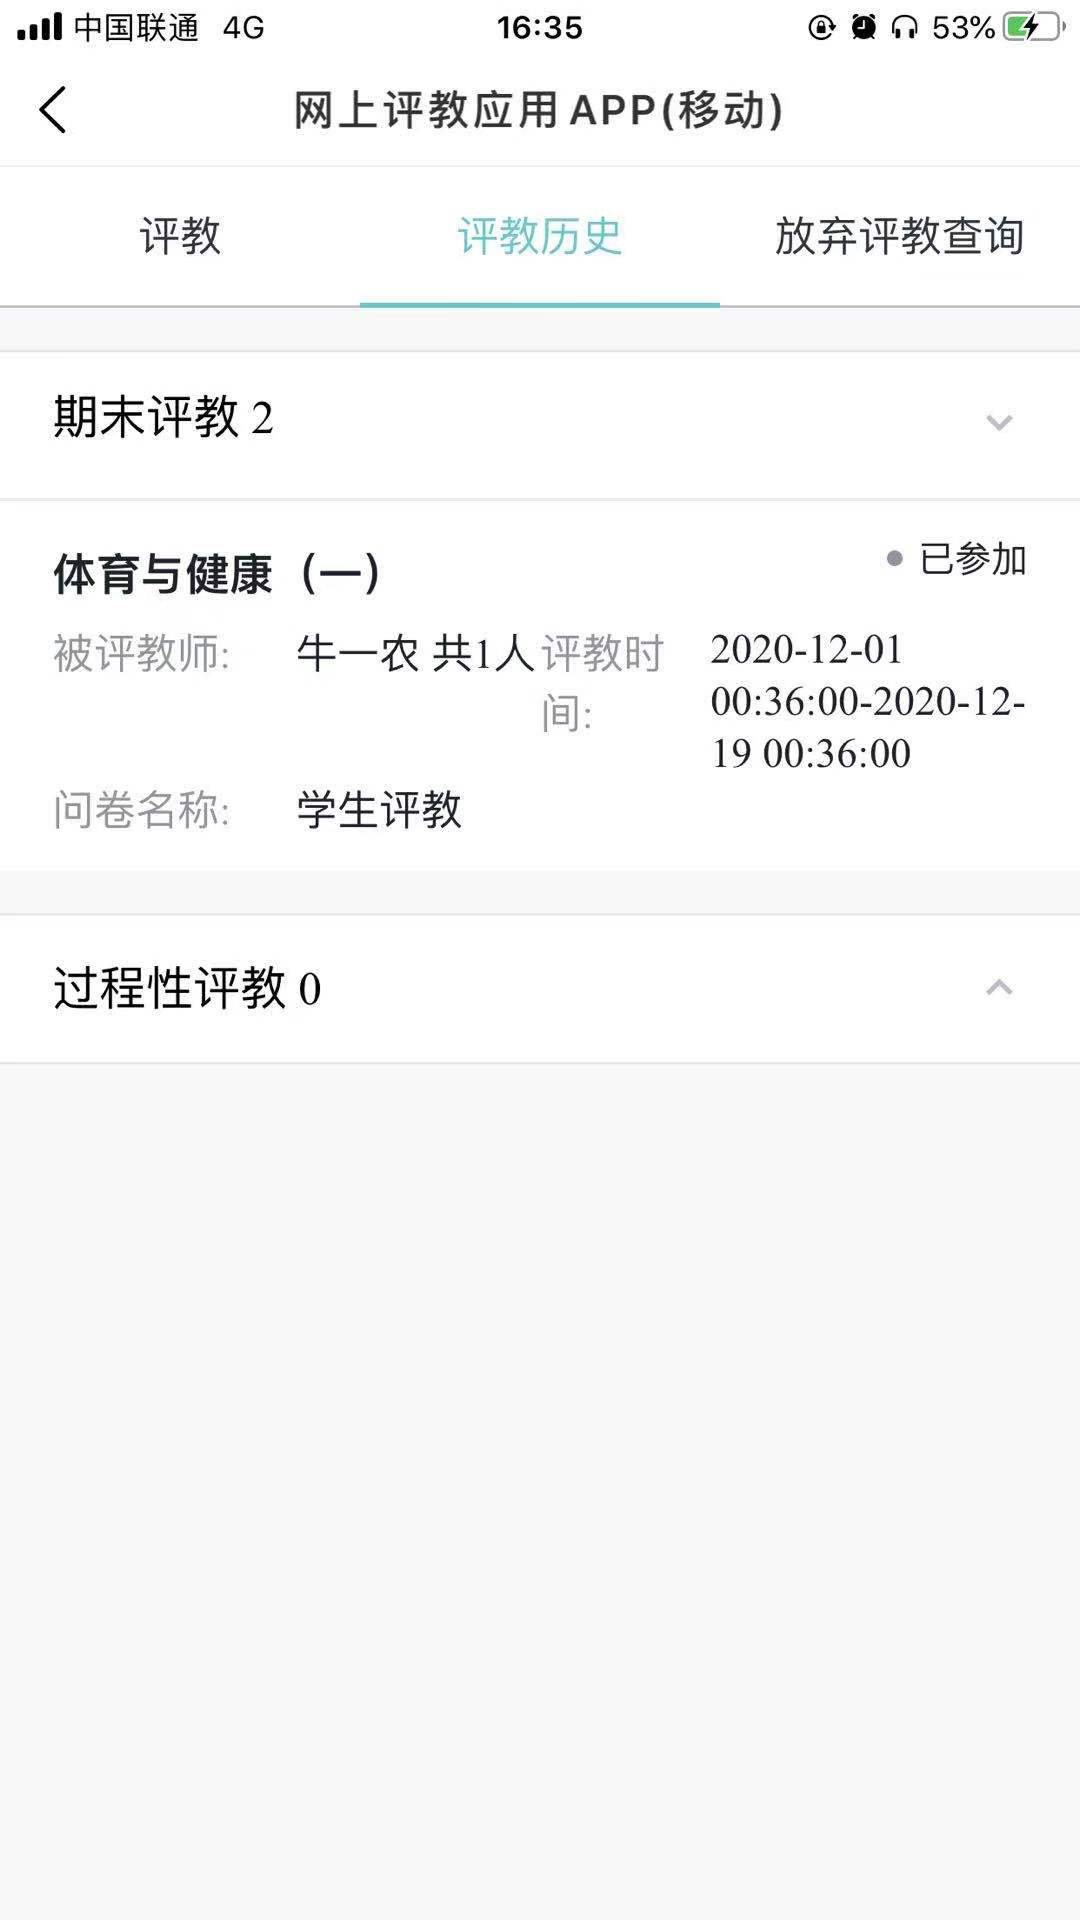 中国联通 4G 16:35 53%
网上评教应用APP(移动)
评教 评教历史 放弃评教查询
期末评教 2
体育与健康（一） 已参加
被评教师: 牛一农 共1人 评教时间: 2020-12-01 00:36:00-2020-12-19 00:36:00
问卷名称: 学生评教
过程性评教 0